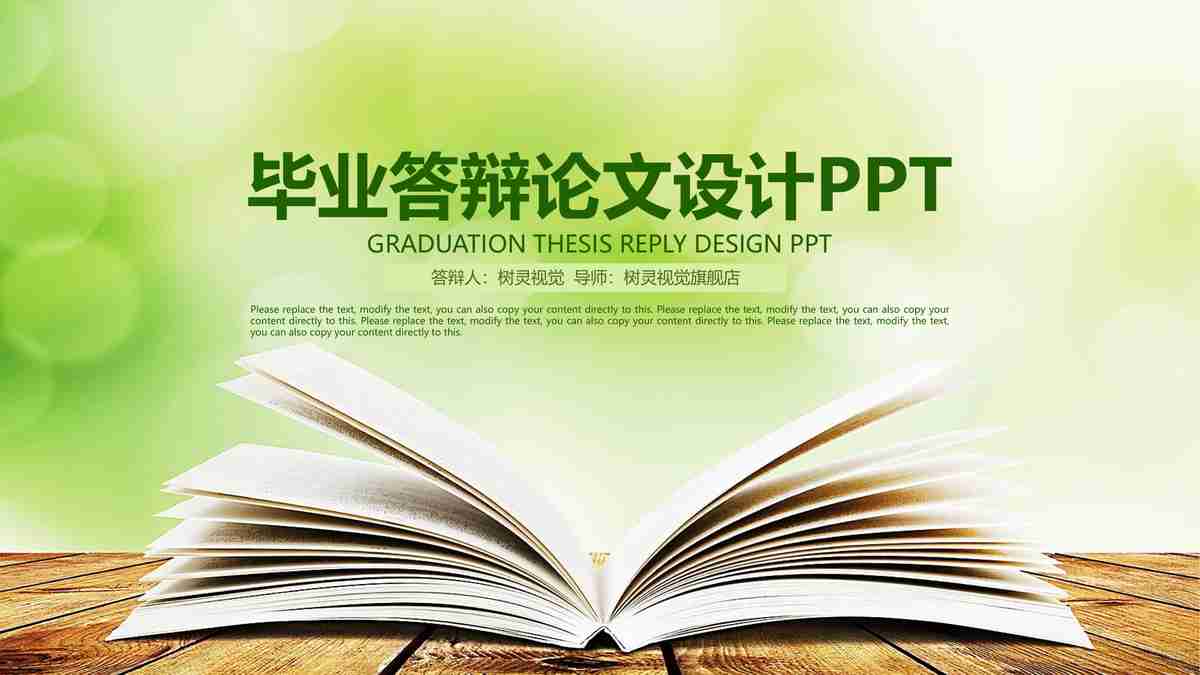 毕业答辩论文设计PPT
GRADUATION THESIS REPLY DESIGN PPT
答辩人：树灵视觉 导师：树灵视觉旗舰店
Please replace the text, modify the text, you can also copy your content directly to this. Please replace the text, modify the text, you can also copy your
content directly to this. Please replace the text, modify the text, you can also copy your content directly to this. Please replace the text, modify the text,
you can also copy your content directly to this.